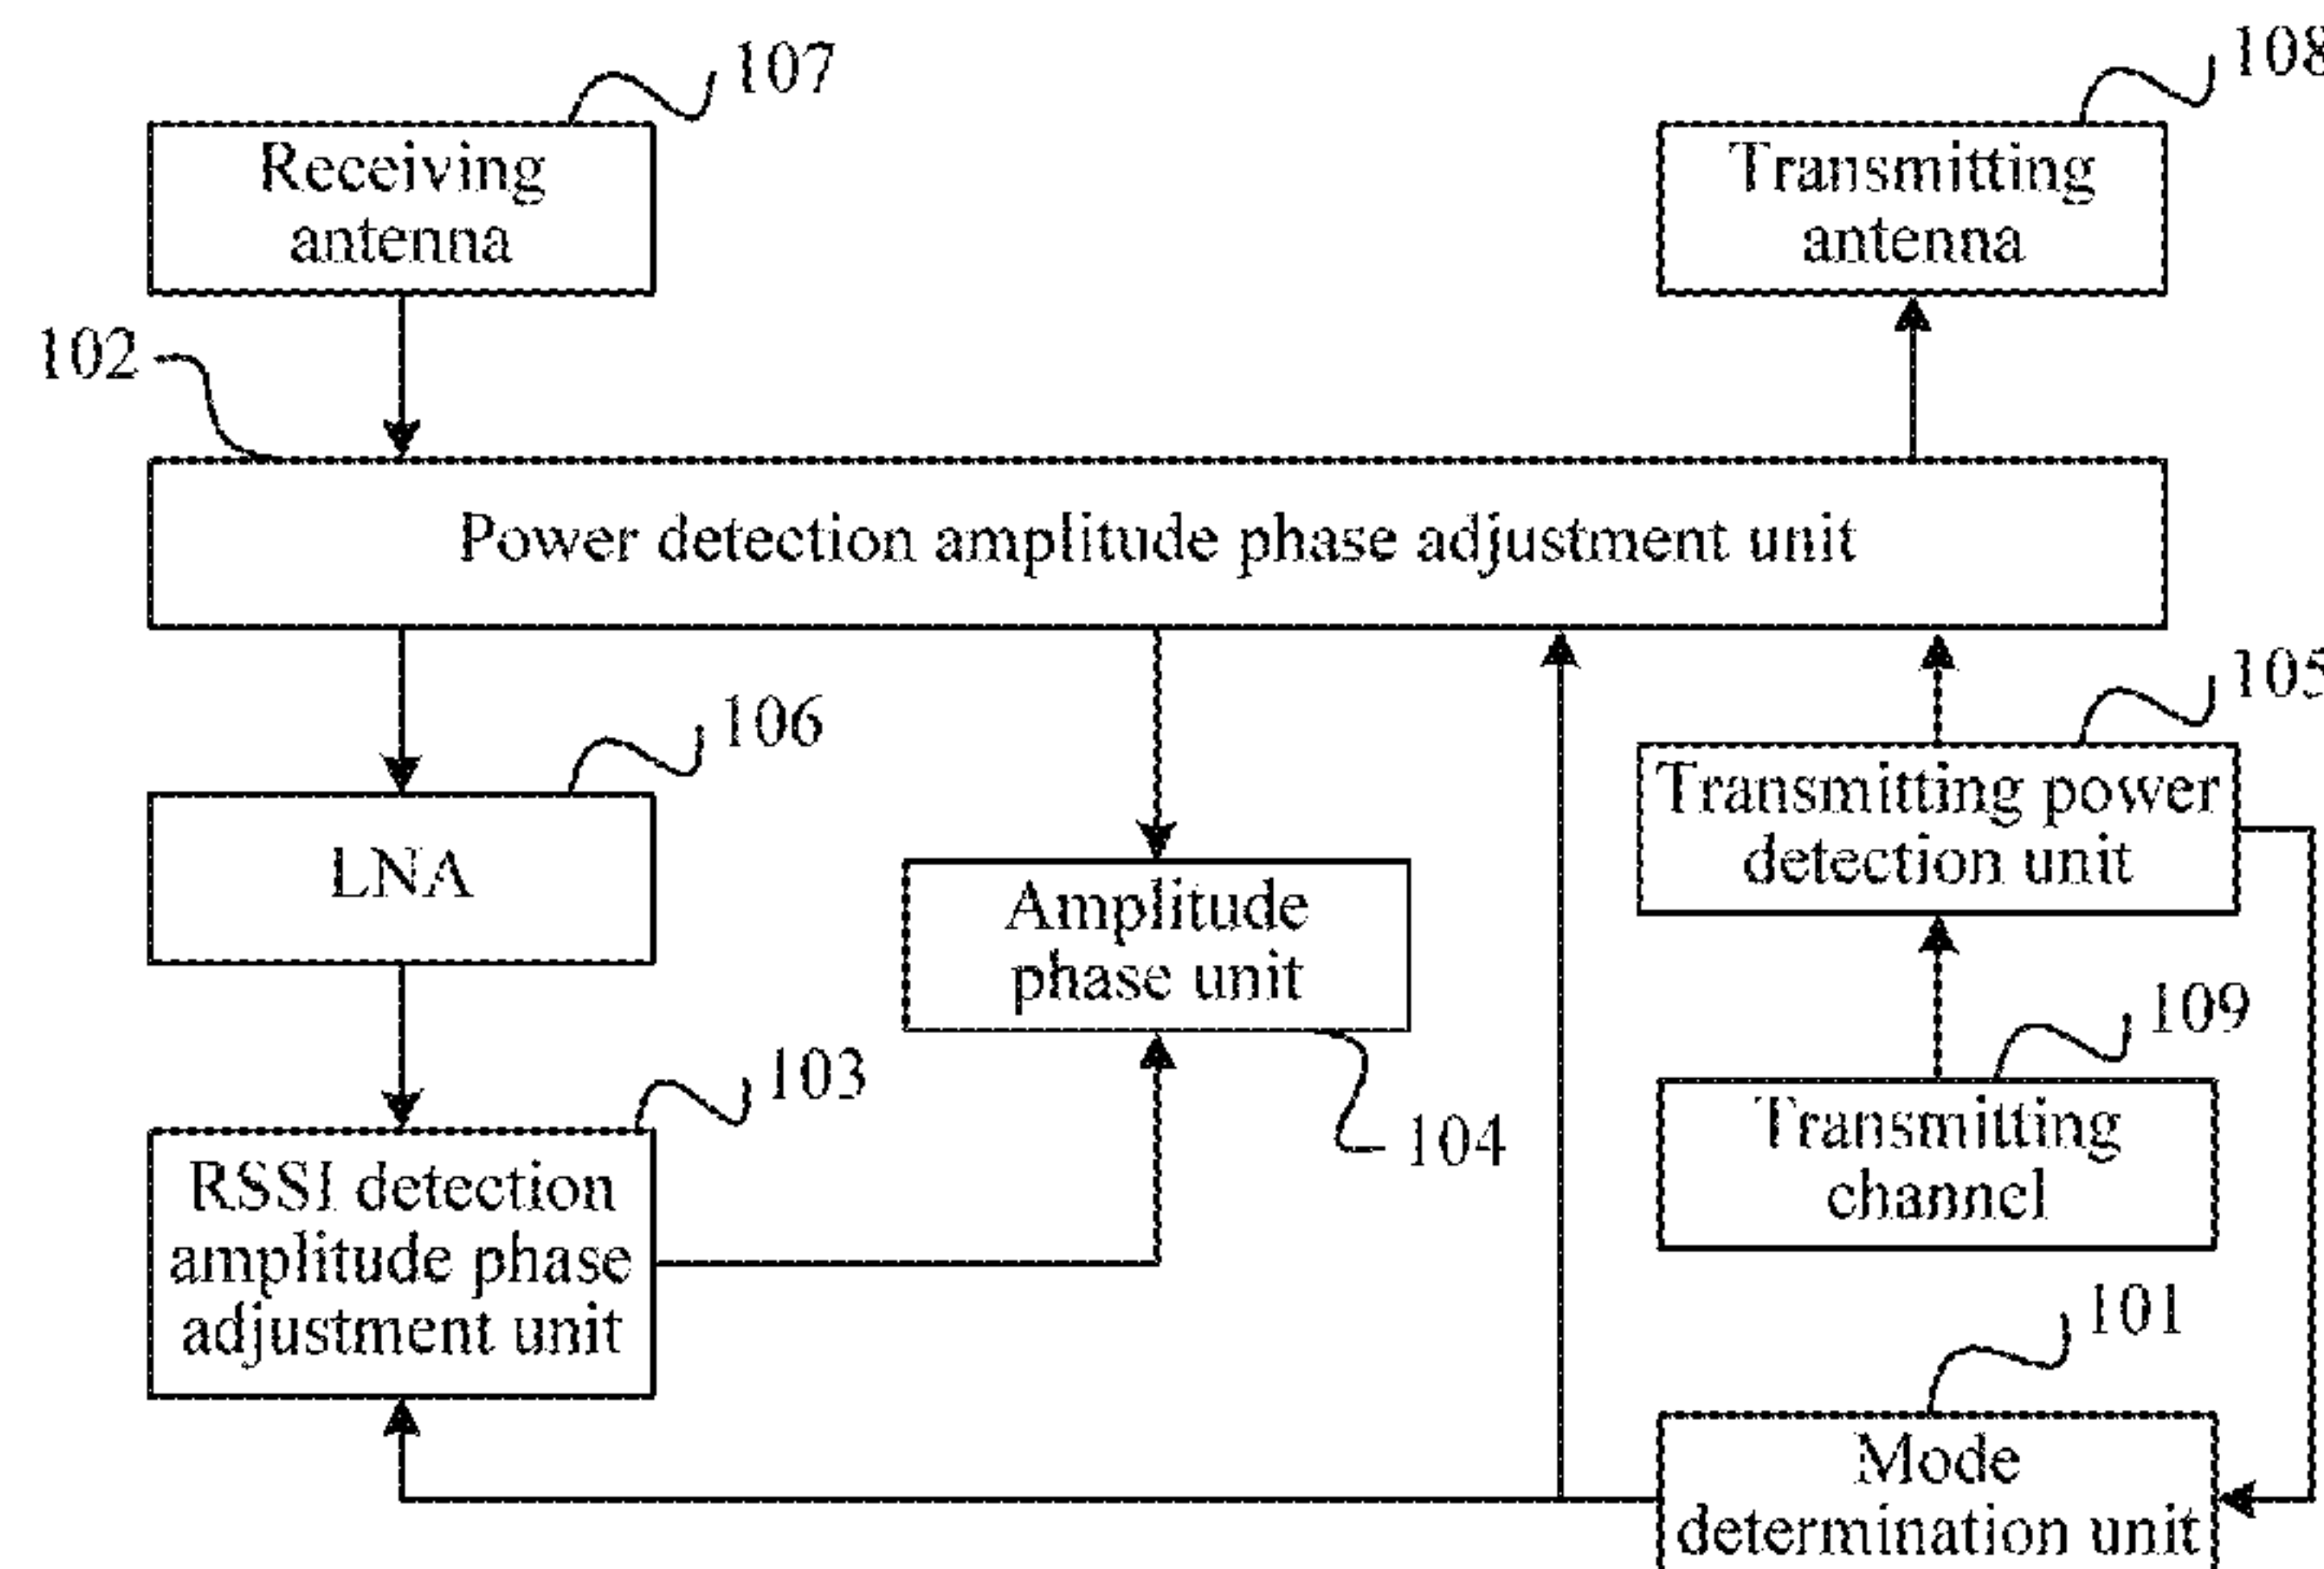 107
108
Receiving
antenna
Transmitting
antenna
102
Power detection amplitude phase adjustment unit
105
106
Transmitting power
detection unit
LNA
Amplitude
phase unit
109
103
Transmitting
channel
104
RSSI detection
amplitude phase
adjustment unit
101
Mode
determination unit